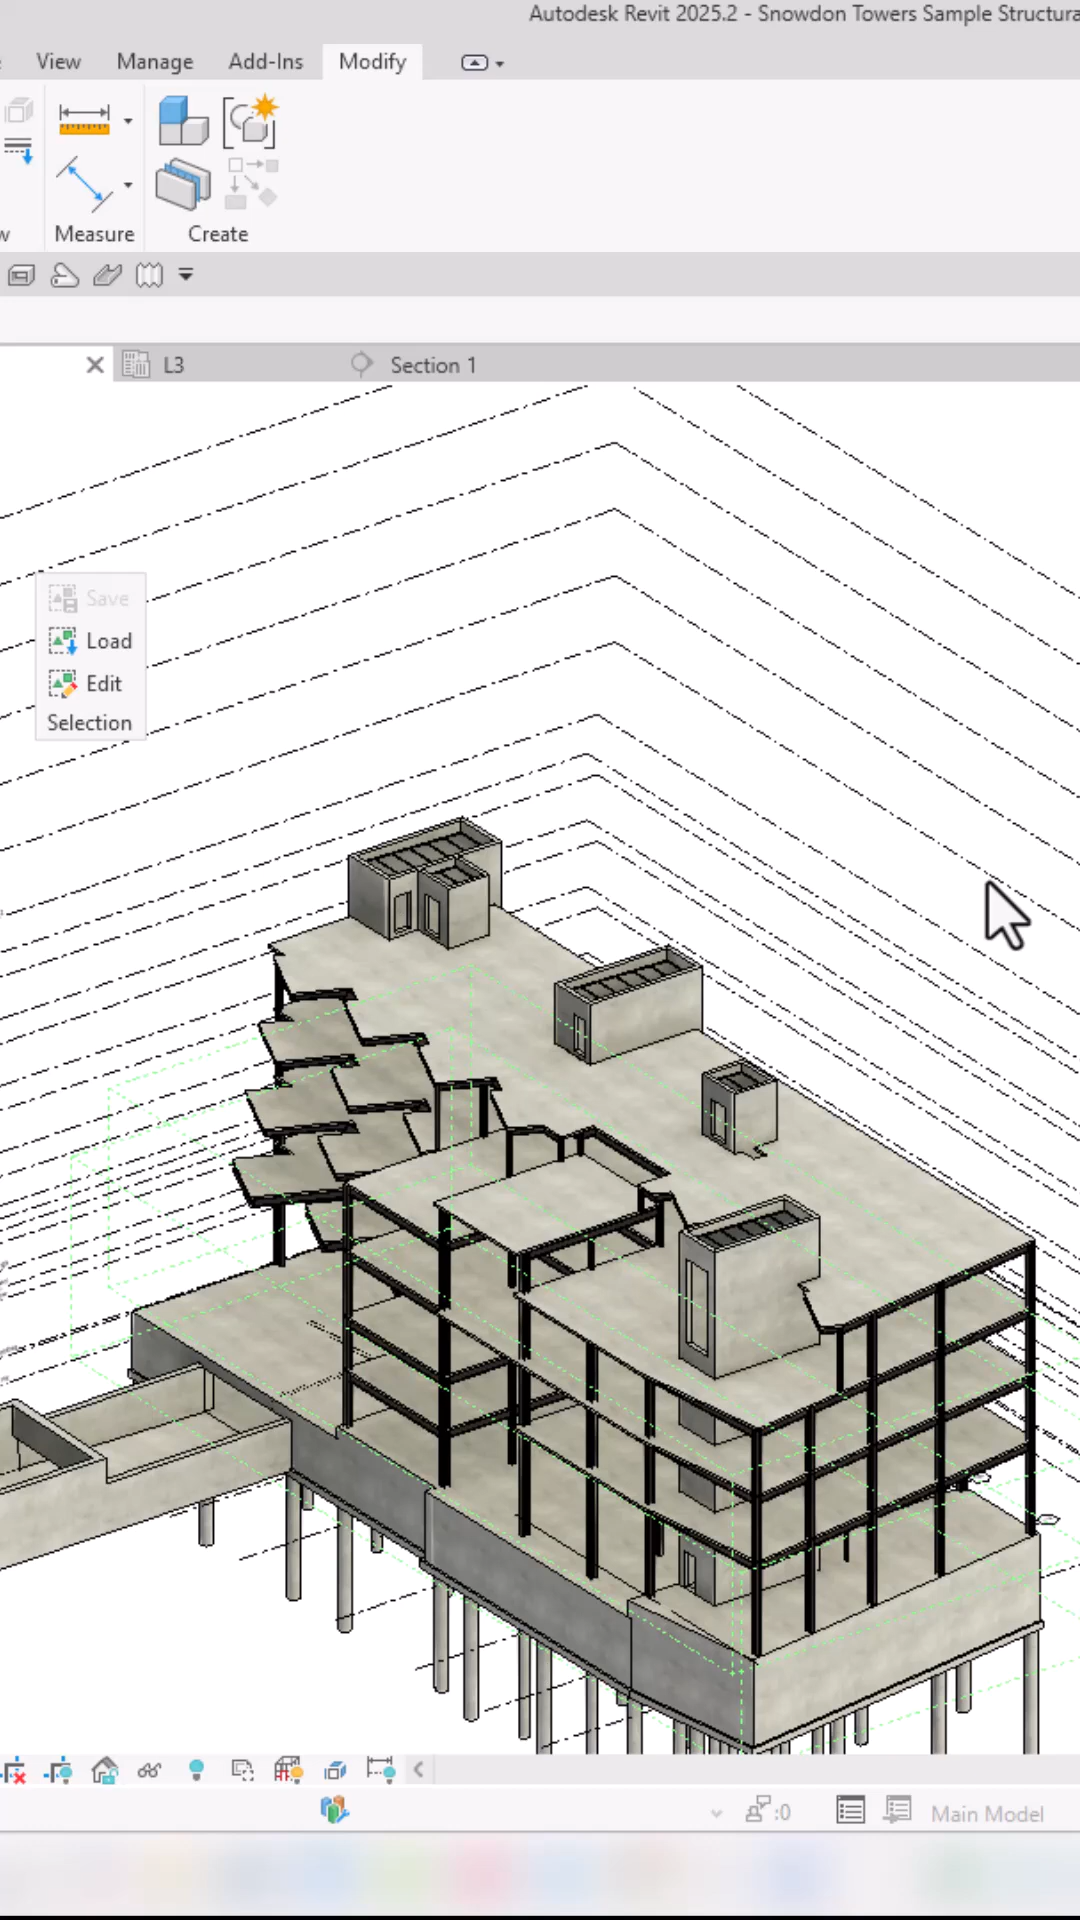 Autodesk Revit 2025.2 - Snowdon Towers Sample Structura
View Manage Add-Ins Modify
Measure Create
L3 Section 1
Save
Load
Edit
Selection
:0 Main Model